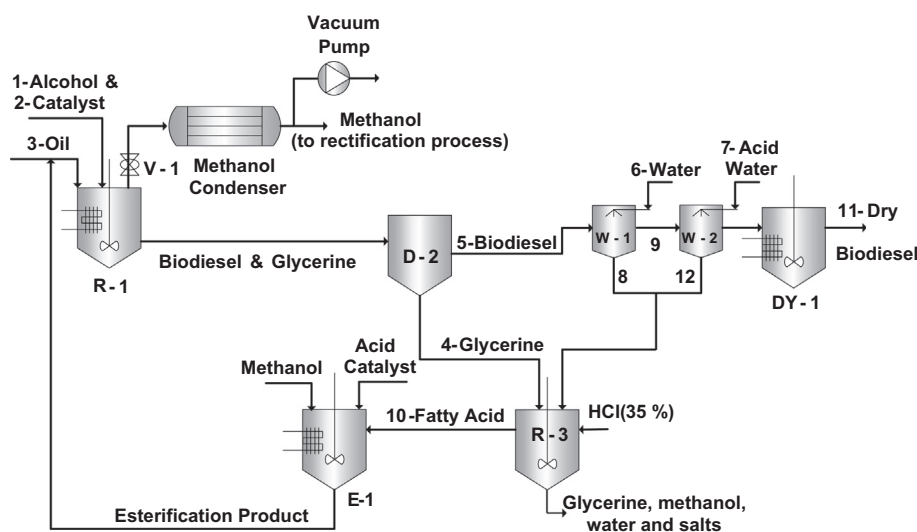 Vacuum
Pump
1-Alcohol &
2-Catalyst
Methanol
(to rectification process)
3-Oil
V - 1
Methanol
Condenser
7- Acid
Water
6-Water
11- Dry
Biodiesel
W - 1
9
W - 2
5-Biodiesel
D - 2
Biodiesel & Glycerine
R - 1
8
12
DY - 1
4-Glycerine
Acid
Catalyst
Methanol
10-Fatty Acid
HCl(35 %)
R - 3
E-1
Esterification Product
Glycerine, methanol,
water and salts